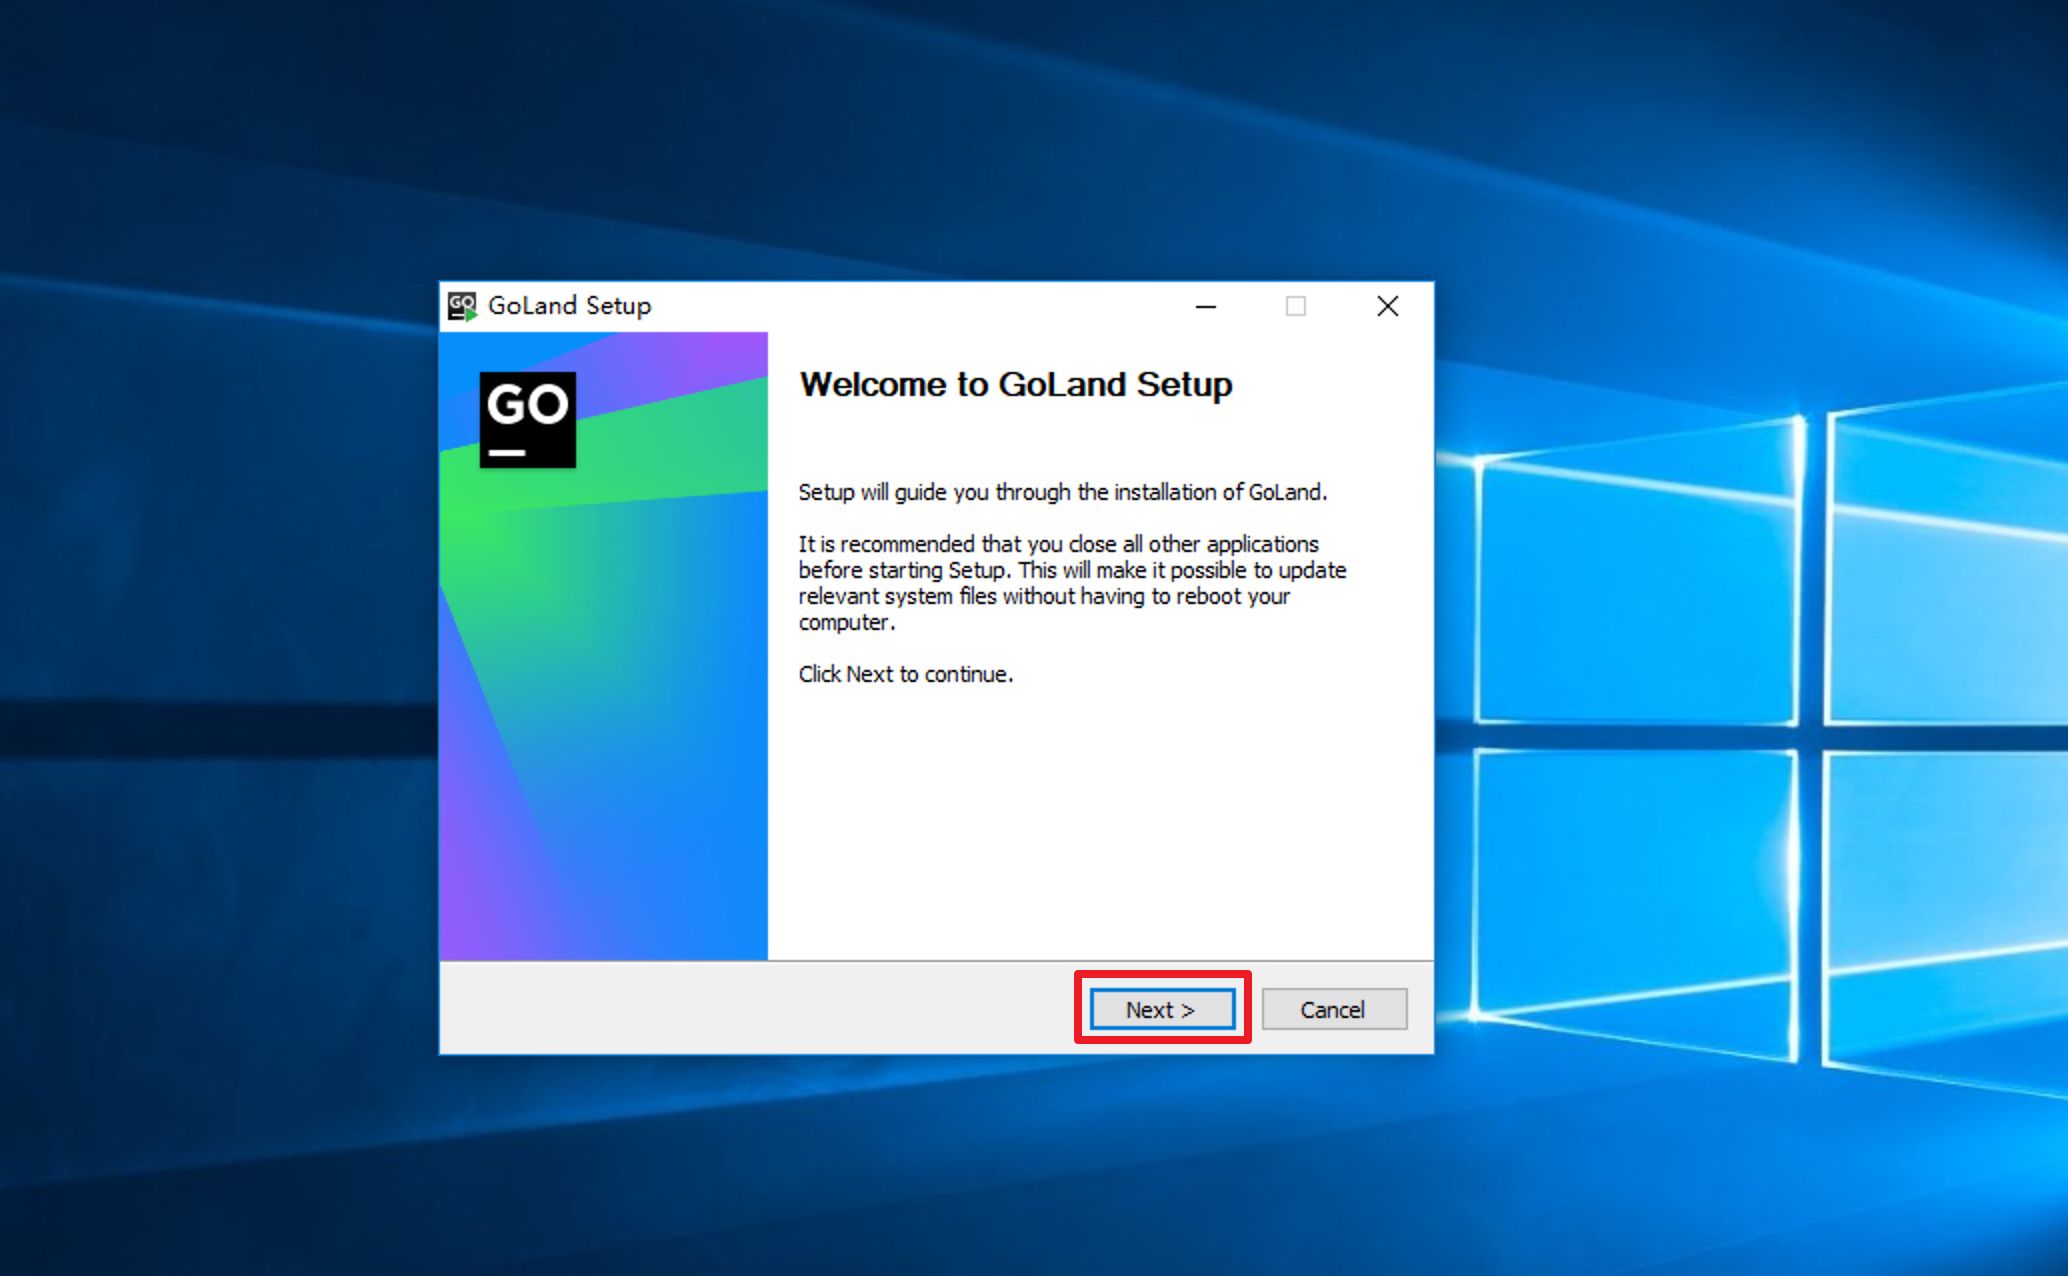 GO GoLand Setup
GO
Welcome to GoLand Setup
Setup will guide you through the installation of GoLand.
It is recommended that you close all other applications
before starting Setup. This will make it possible to update
relevant system files without having to reboot your
computer.
Click Next to continue.
Next >
Cancel